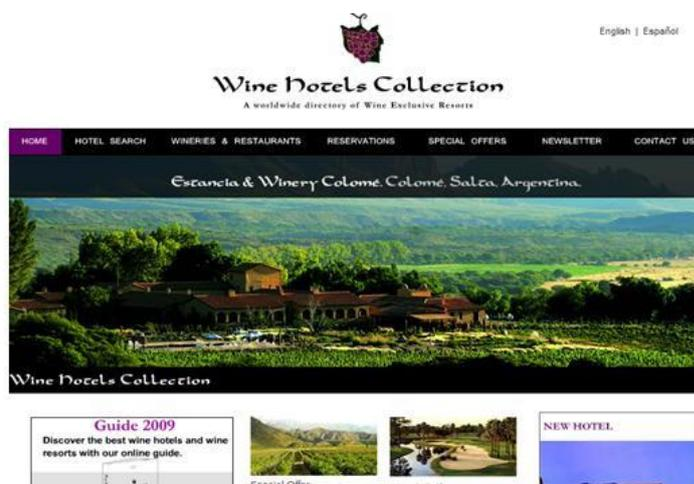 English | Español
Wine Hotels Collection
A worldwide directory of Wine Exclusive Resorts
HOME HOTEL SEARCH WINERIES & RESTAURANTS RESERVATIONS SPECIAL OFFERS NEWSLETTER CONTACT US
Estancia & Winery Colomé, Colomé, Salta, Argentina.
Wine Hotels Collection
Guide 2009
Discover the best wine hotels and wine
resorts with our online guide.
NEW HOTEL
Special Offer